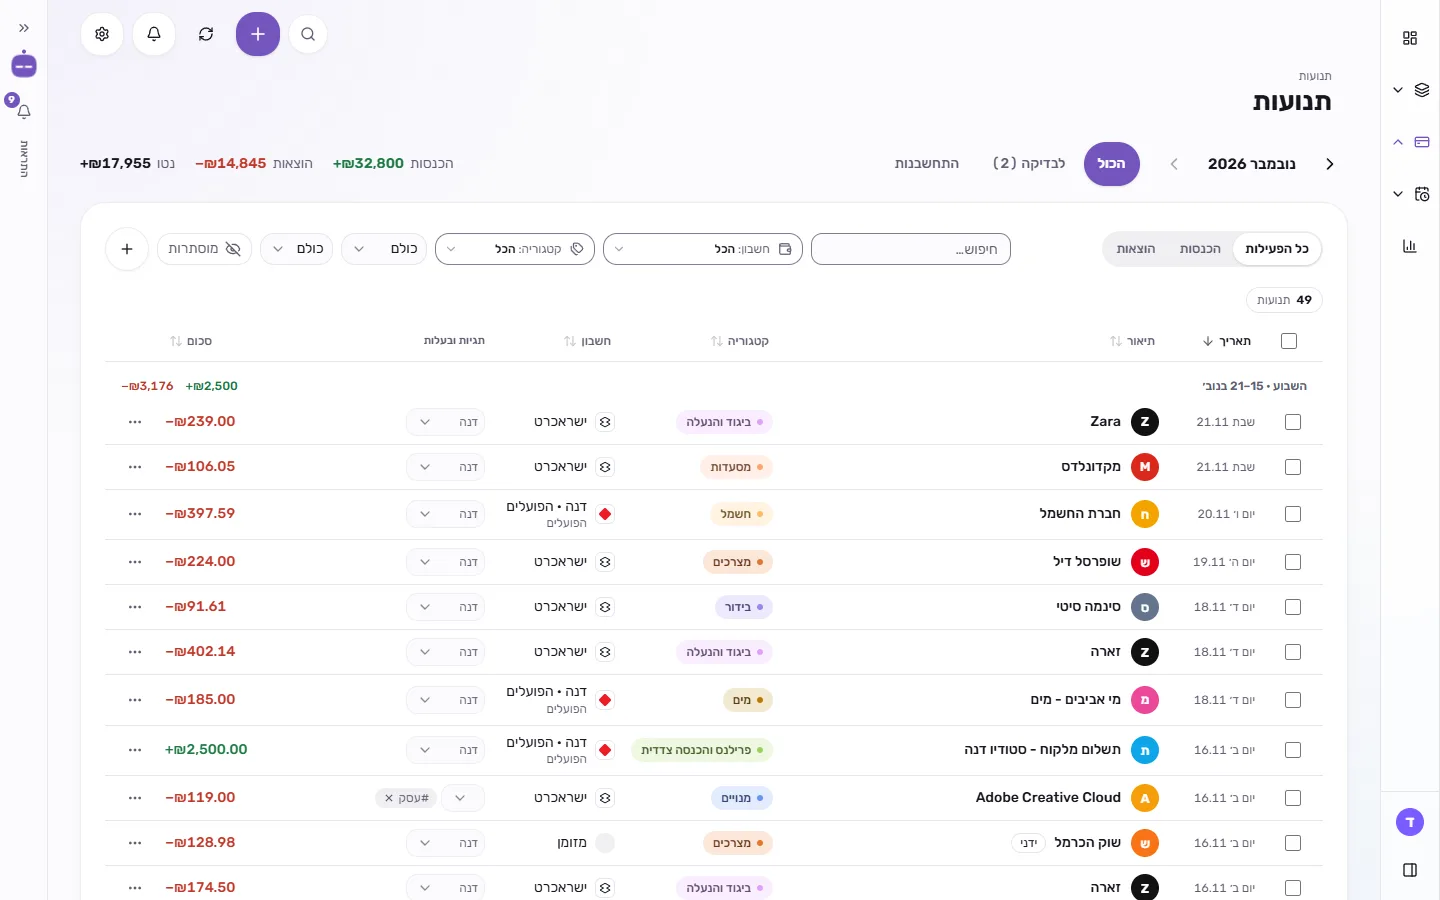 תנועות
תנועות
נובמבר 2026
הכול
לבדיקה (2)
התחשבנות
הכנסות +₪32,800
הוצאות −₪14,845
נטו +₪17,955
9
התראות
כל הפעילות
הכנסות
הוצאות
חיפוש...
חשבון: הכל
קטגוריה: הכל
כולם
כולם
מוסתרות
49 תנועות
תאריך תיאור קטגוריה חשבון תגיות ובעלות סכום
השבוע • 15–21 בנוב׳ +₪2,500 −₪3,176
שבת 21.11 Z Zara ביגוד והנעלה ישראכרט דנה −₪239.00
שבת 21.11 M מקדונלדס מסעדות ישראכרט דנה −₪106.05
יום ו׳ 20.11 ח חברת החשמל חשמל דנה • הפועלים דנה −₪397.59
הפועלים
יום ה׳ 19.11 ש שופרסל דיל מצרכים ישראכרט דנה −₪224.00
יום ד׳ 18.11 ס סינמה סיטי בידור ישראכרט דנה −₪91.61
יום ד׳ 18.11 Z זארה ביגוד והנעלה ישראכרט דנה −₪402.14
יום ד׳ 18.11 מ מי אביבים - מים מים דנה • הפועלים דנה −₪185.00
הפועלים
יום ב׳ 16.11 ת תשלום מלקוח - סטודיו דנה פרילנס והכנסה צדדית דנה • הפועלים דנה +₪2,500.00
הפועלים
יום ב׳ 16.11 A Adobe Creative Cloud מנויים ישראכרט #עסק −₪119.00
יום ב׳ 16.11 ש שוק הכרמל ידני מצרכים מזומן דנה −₪128.98
יום ב׳ 16.11 Z זארה ביגוד והנעלה ישראכרט דנה −₪174.50
ד